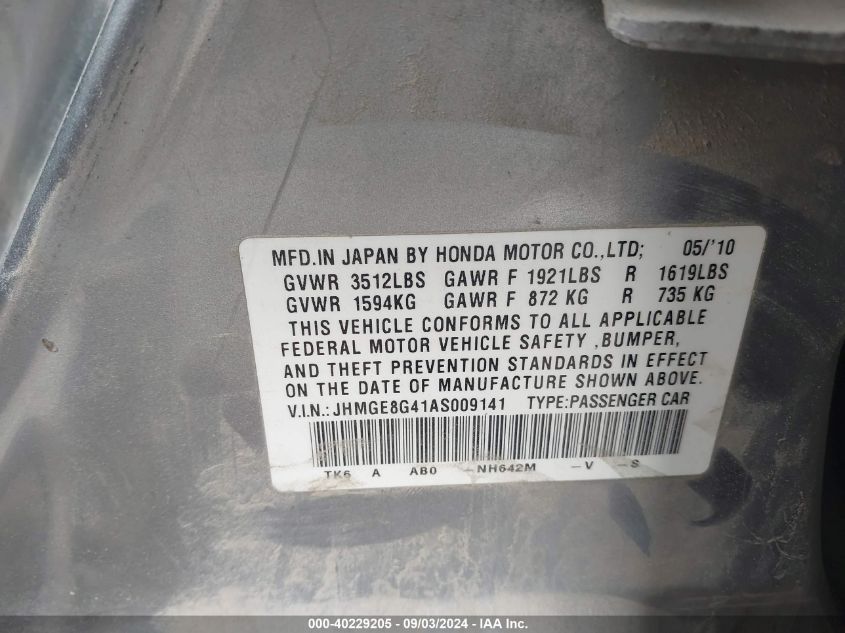 MFD.IN JAPAN BY HONDA MOTOR CO.,LTD; 05/'10
GVWR 3512LBS GAWR F 1921LBS R 1619LBS
GVWR 1594KG GAWR F 872 KG R 735 KG
THIS VEHICLE CONFORMS TO ALL APPLICABLE
FEDERAL MOTOR VEHICLE SAFETY ,BUMPER,
AND THEFT PREVENTION STANDARDS IN EFFECT
ON THE DATE OF MANUFACTURE SHOWN ABOVE.
V.I.N.: JHMGE8G41AS009141 TYPE:PASSENGER CAR
TK6 A AB0 -NH642M -V -S
000-40229205 - 09/03/2024 - IAA Inc.